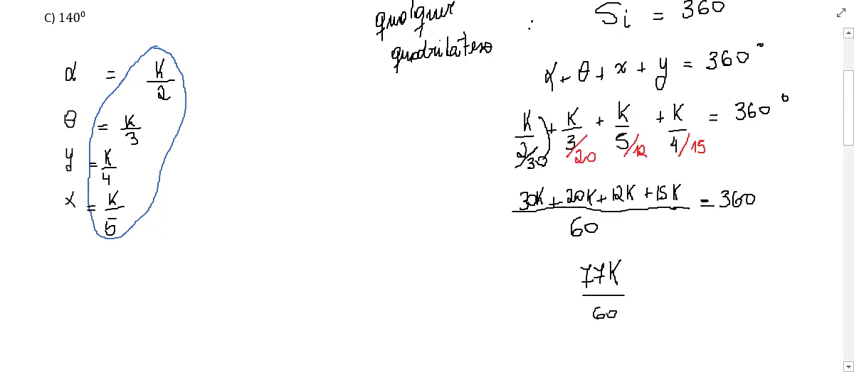 C) 140⁰
α = K/2
θ = K/3
y = K/4
x = K/5
qualquer quadrilátero : Si = 360
α + θ + x + y = 360°
K/2 + K/3 + K/5 + K/4 = 360°
/30 /20 /12 /15
30K + 20K + 12K + 15K / 60 = 360
77K / 60